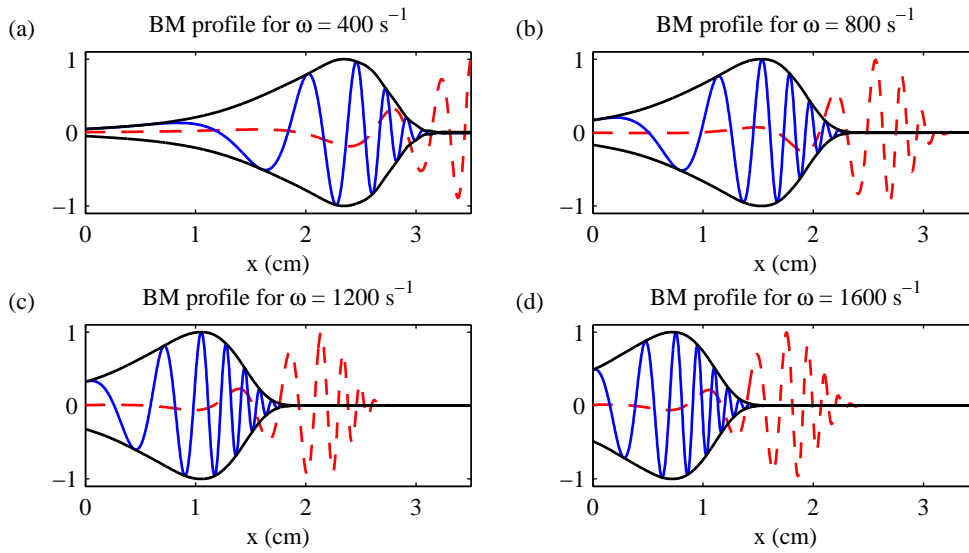 (a) BM profile for ω = 400 s⁻¹
1
0
−1
0 1 2 3
x (cm)
(b) BM profile for ω = 800 s⁻¹
1
0
−1
0 1 2 3
x (cm)
(c) BM profile for ω = 1200 s⁻¹
1
0
−1
0 1 2 3
x (cm)
(d) BM profile for ω = 1600 s⁻¹
1
0
−1
0 1 2 3
x (cm)